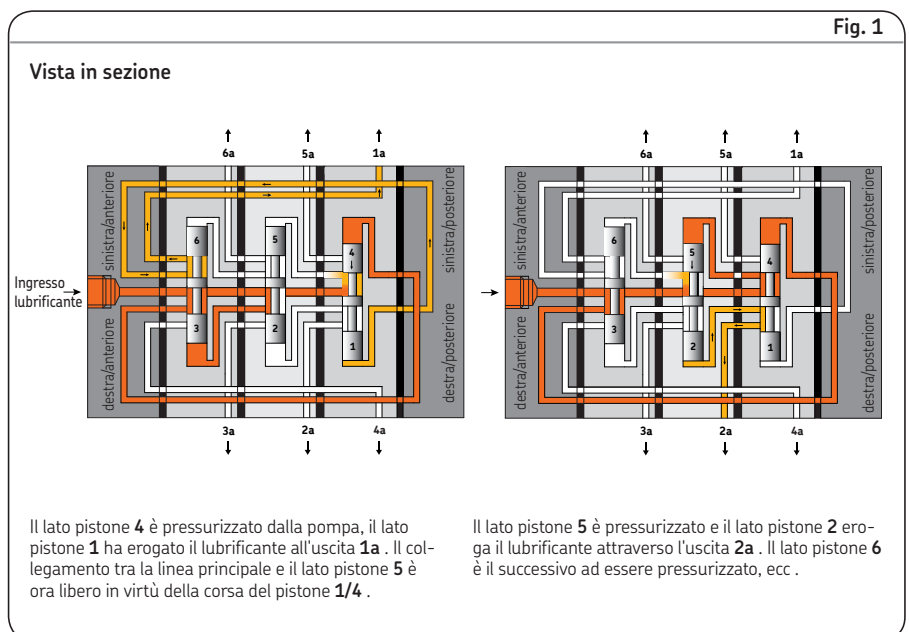 Fig. 1
Vista in sezione
6a 5a 1a
sinistra/anteriore
sinistra/posteriore
6 5 4
Ingresso
lubrificante
3 2 1
destra/anteriore
destra/posteriore
3a 2a 4a
6a 5a 1a
sinistra/anteriore
sinistra/posteriore
6 5 4
3 2 1
destra/anteriore
destra/posteriore
3a 2a 4a
Il lato pistone 4 è pressurizzato dalla pompa, il lato
pistone 1 ha erogato il lubrificante all'uscita 1a . Il col-
legamento tra la linea principale e il lato pistone 5 è
ora libero in virtù della corsa del pistone 1/4 .
Il lato pistone 5 è pressurizzato e il lato pistone 2 ero-
ga il lubrificante attraverso l'uscita 2a . Il lato pistone 6
è il successivo ad essere pressurizzato, ecc .